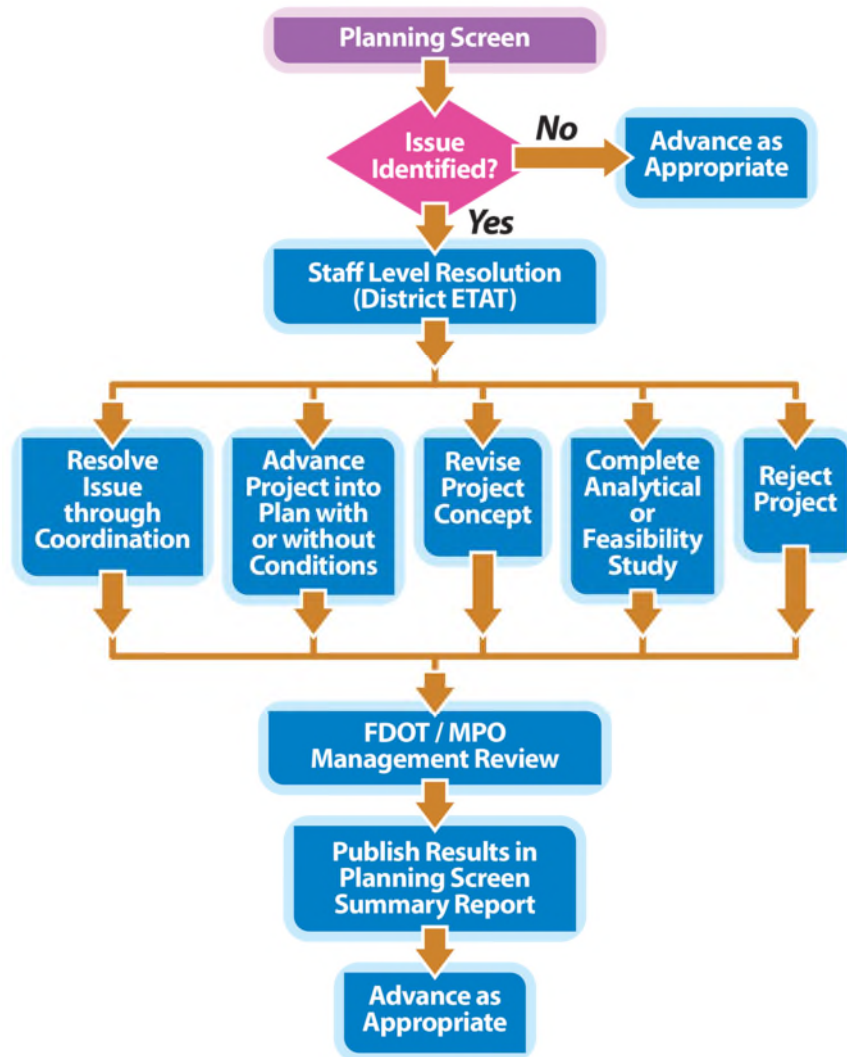 Planning Screen
Issue
Identified?
No
Advance as
Appropriate
Yes
Staff Level Resolution
(District ETAT)
Resolve
Issue
through
Coordination
Advance
Project into
Plan with
or without
Conditions
Revise
Project
Concept
Complete
Analytical
or
Feasibility
Study
Reject
Project
FDOT / MPO
Management Review
Publish Results in
Planning Screen
Summary Report
Advance as
Appropriate